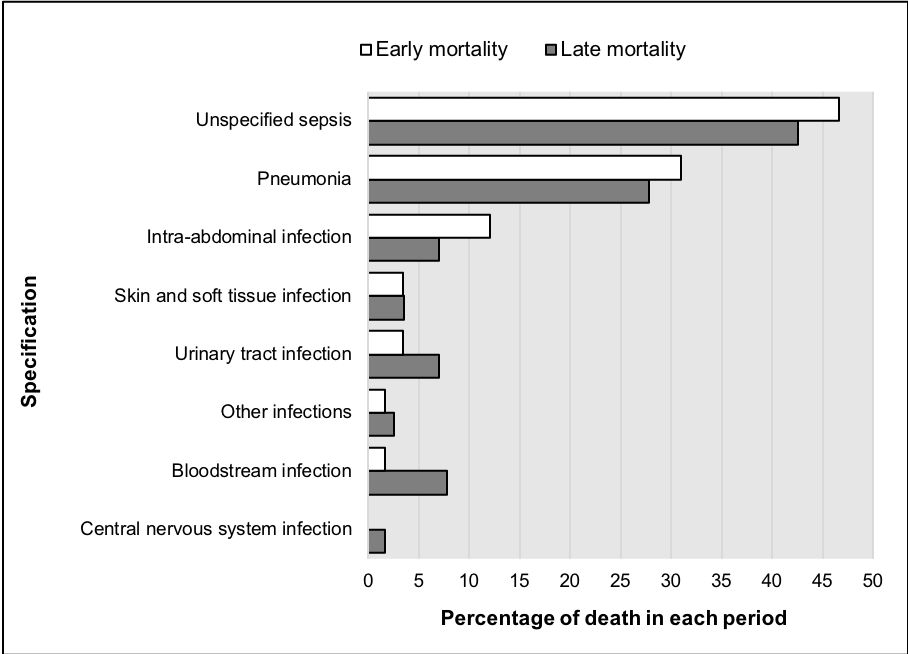 Early mortality Late mortality
Unspecified sepsis
Pneumonia
Intra-abdominal infection
Skin and soft tissue infection
Urinary tract infection
Other infections
Bloodstream infection
Central nervous system infection
Specification
0 5 10 15 20 25 30 35 40 45 50
Percentage of death in each period